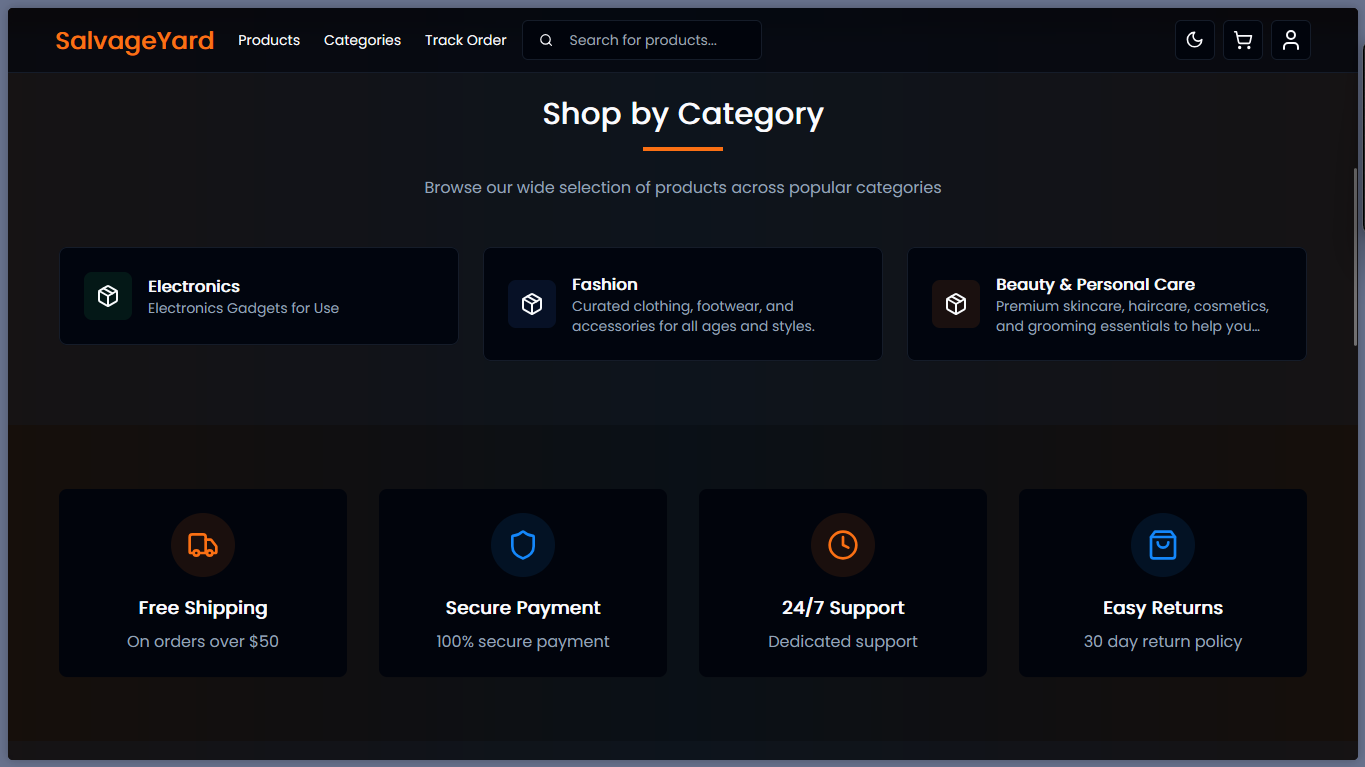 SalvageYard
Products
Categories
Track Order
Search for products...
Shop by Category
Browse our wide selection of products across popular categories
Electronics
Electronics Gadgets for Use
Fashion
Curated clothing, footwear, and
accessories for all ages and styles.
Beauty & Personal Care
Premium skincare, haircare, cosmetics,
and grooming essentials to help you...
Free Shipping
On orders over $50
Secure Payment
100% secure payment
24/7 Support
Dedicated support
Easy Returns
30 day return policy